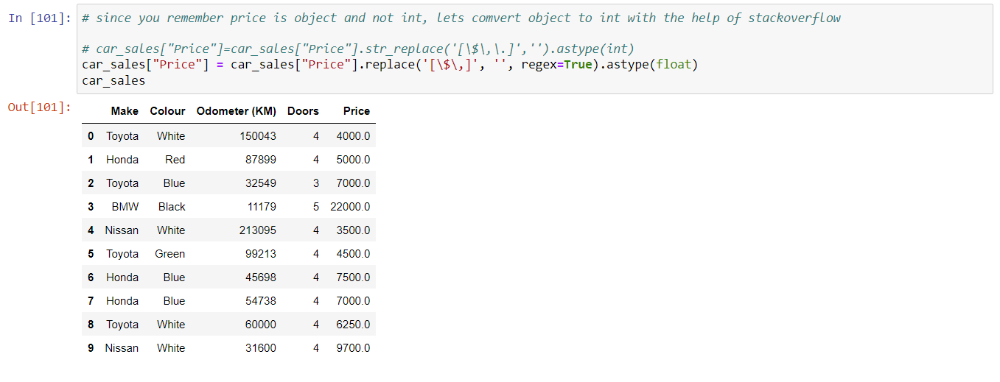 In [101]: # since you remember price is object and not int, lets comvert object to int with the help of stackoverflow
# car_sales["Price"]=car_sales["Price"].str_replace('[\$\,\.]','').astype(int)
car_sales["Price"] = car_sales["Price"].replace('[\$\,]', '', regex=True).astype(float)
car_sales
Out[101]:
Make Colour Odometer (KM) Doors Price
0 Toyota White 150043 4 4000.0
1 Honda Red 87899 4 5000.0
2 Toyota Blue 32549 3 7000.0
3 BMW Black 11179 5 22000.0
4 Nissan White 213095 4 3500.0
5 Toyota Green 99213 4 4500.0
6 Honda Blue 45698 4 7500.0
7 Honda Blue 54738 4 7000.0
8 Toyota White 60000 4 6250.0
9 Nissan White 31600 4 9700.0